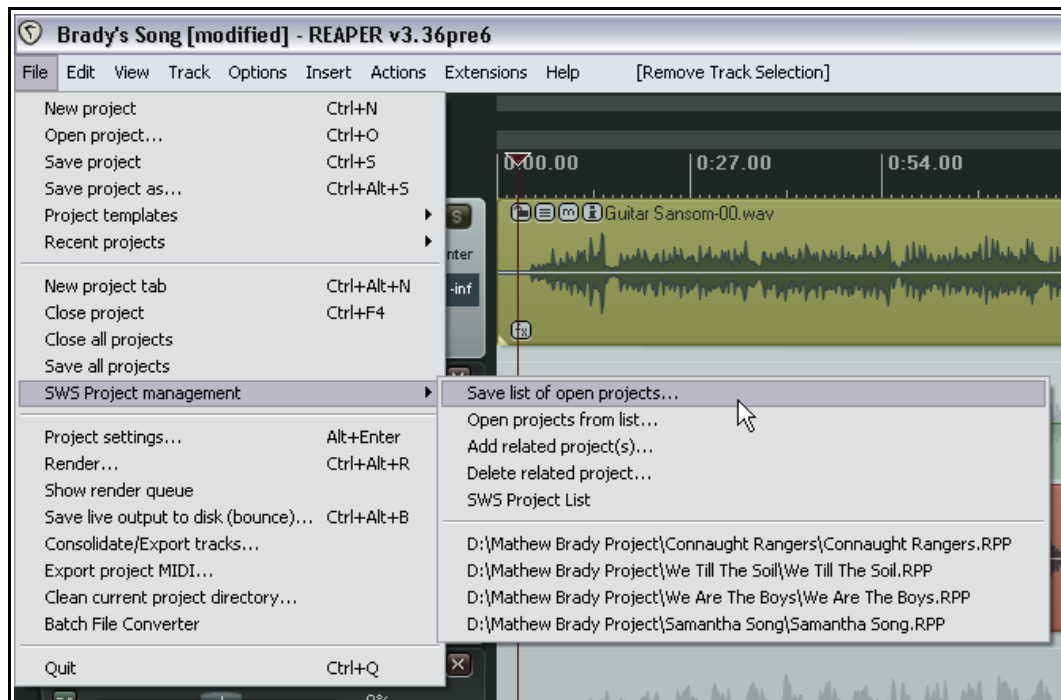 Brady's Song [modified] - REAPER v3.36pre6
File Edit View Track Options Insert Actions Extensions Help [Remove Track Selection]
New project Ctrl+N
Open project... Ctrl+O
Save project Ctrl+S
Save project as... Ctrl+Alt+S
Project templates
Recent projects
New project tab Ctrl+Alt+N
Close project Ctrl+F4
Close all projects
Save all projects
SWS Project management
Project settings... Alt+Enter
Render... Ctrl+Alt+R
Show render queue
Save live output to disk (bounce)... Ctrl+Alt+B
Consolidate/Export tracks...
Export project MIDI...
Clean current project directory...
Batch File Converter
Quit Ctrl+Q
Save list of open projects...
Open projects from list...
Add related project(s)...
Delete related project...
SWS Project List
D:\Mathew Brady Project\Connaught Rangers\Connaught Rangers.RPP
D:\Mathew Brady Project\We Till The Soil\We Till The Soil.RPP
D:\Mathew Brady Project\We Are The Boys\We Are The Boys.RPP
D:\Mathew Brady Project\Samantha Song\Samantha Song.RPP
0:00.00 0:27.00 0:54.00
S
m i Guitar Sansom-00.wav
nter
-inf
fx
0%